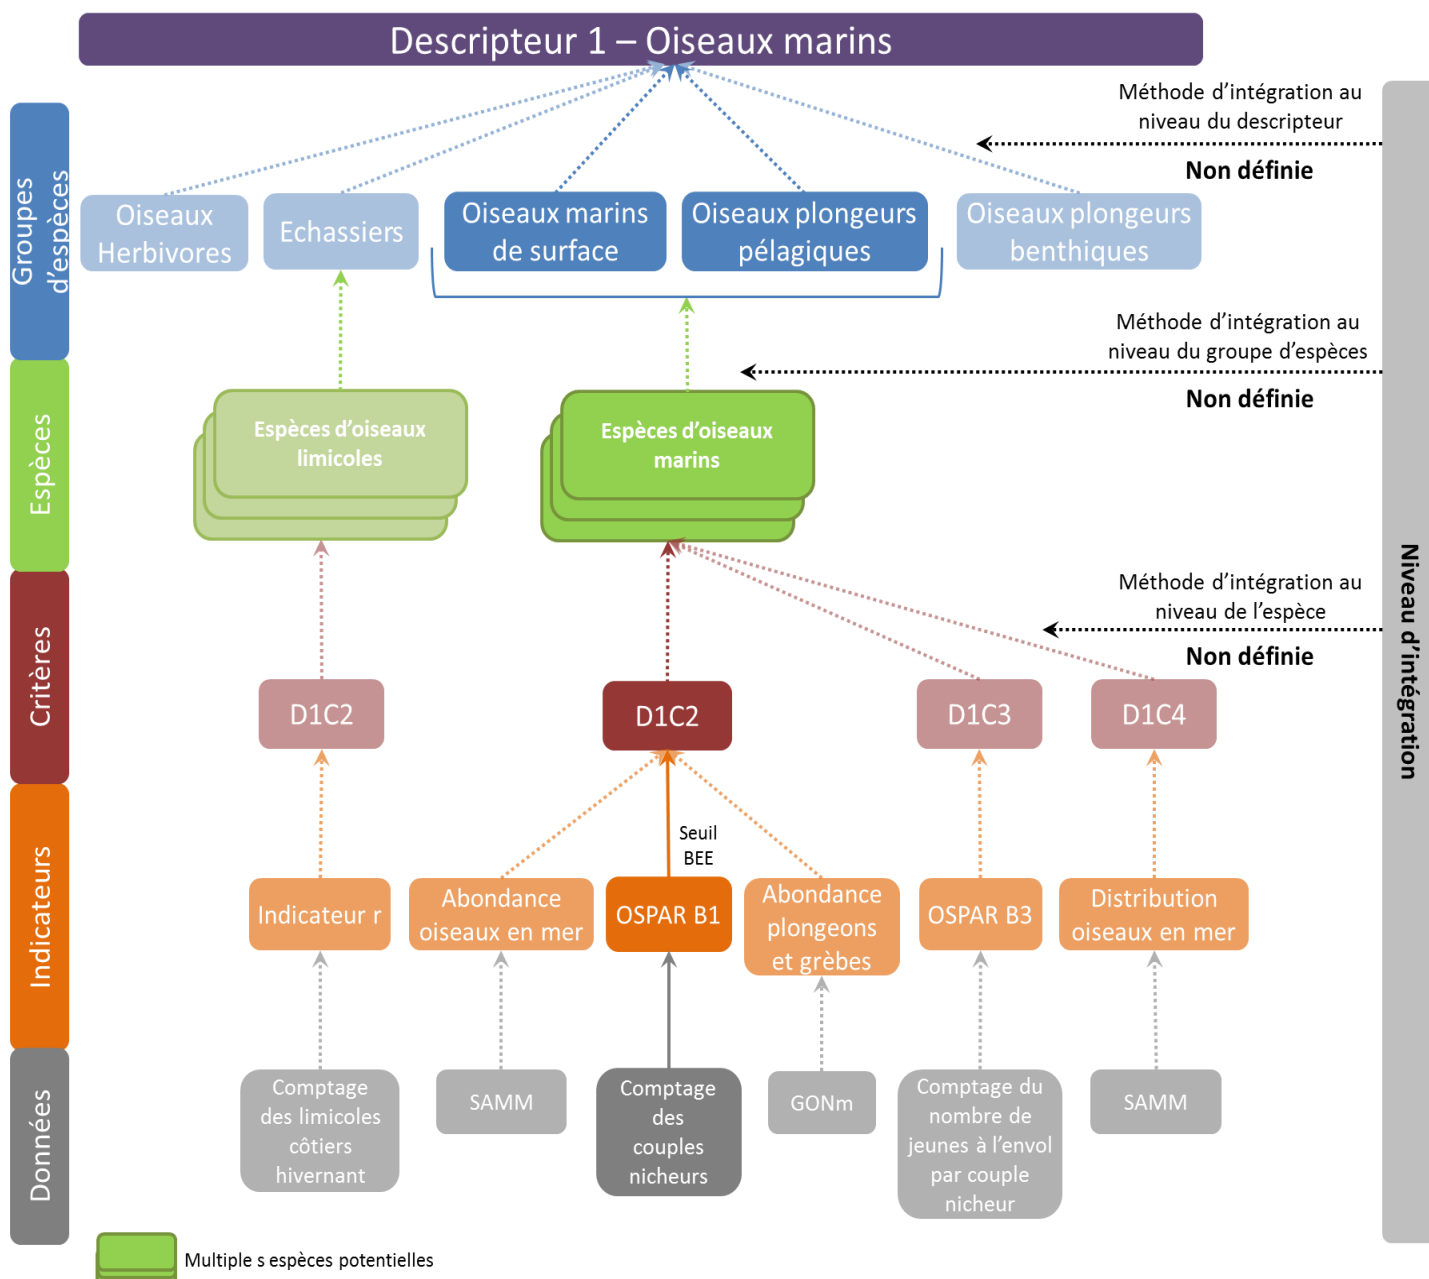 Descripteur 1 – Oiseaux marins
Méthode d'intégration au
niveau du descripteur
Non définie
Groupes
d'espèces
Oiseaux
Herbivores
Echassiers
Oiseaux marins
de surface
Oiseaux plongeurs
pélagiques
Oiseaux plongeurs
benthiques
Méthode d'intégration au
niveau du groupe d'espèces
Non définie
Espèces
Espèces d'oiseaux
limicoles
Espèces d'oiseaux
marins
Niveau d'intégration
Méthode d'intégration au
niveau de l'espèce
Non définie
Critères
D1C2
D1C2
D1C3
D1C4
Seuil
BEE
Indicateurs
Indicateur r
Abondance
oiseaux en mer
OSPAR B1
Abondance
plongeons
et grèbes
OSPAR B3
Distribution
oiseaux en mer
Données
Comptage
des limicoles
côtiers
hivernant
SAMM
Comptage
des
couples
nicheurs
GONm
Comptage du
nombre de
jeunes à l'envol
par couple
nicheur
SAMM
Multiple s espèces potentielles